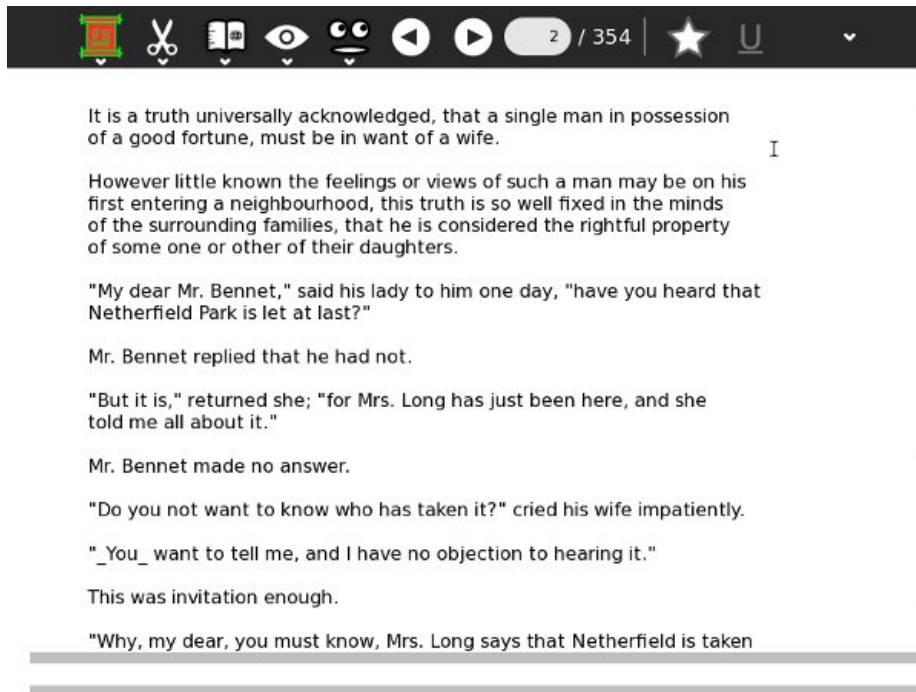 2 / 354
U
It is a truth universally acknowledged, that a single man in possession
of a good fortune, must be in want of a wife.
However little known the feelings or views of such a man may be on his
first entering a neighbourhood, this truth is so well fixed in the minds
of the surrounding families, that he is considered the rightful property
of some one or other of their daughters.
"My dear Mr. Bennet," said his lady to him one day, "have you heard that
Netherfield Park is let at last?"
Mr. Bennet replied that he had not.
"But it is," returned she; "for Mrs. Long has just been here, and she
told me all about it."
Mr. Bennet made no answer.
"Do you not want to know who has taken it?" cried his wife impatiently.
"_You_ want to tell me, and I have no objection to hearing it."
This was invitation enough.
"Why, my dear, you must know, Mrs. Long says that Netherfield is taken